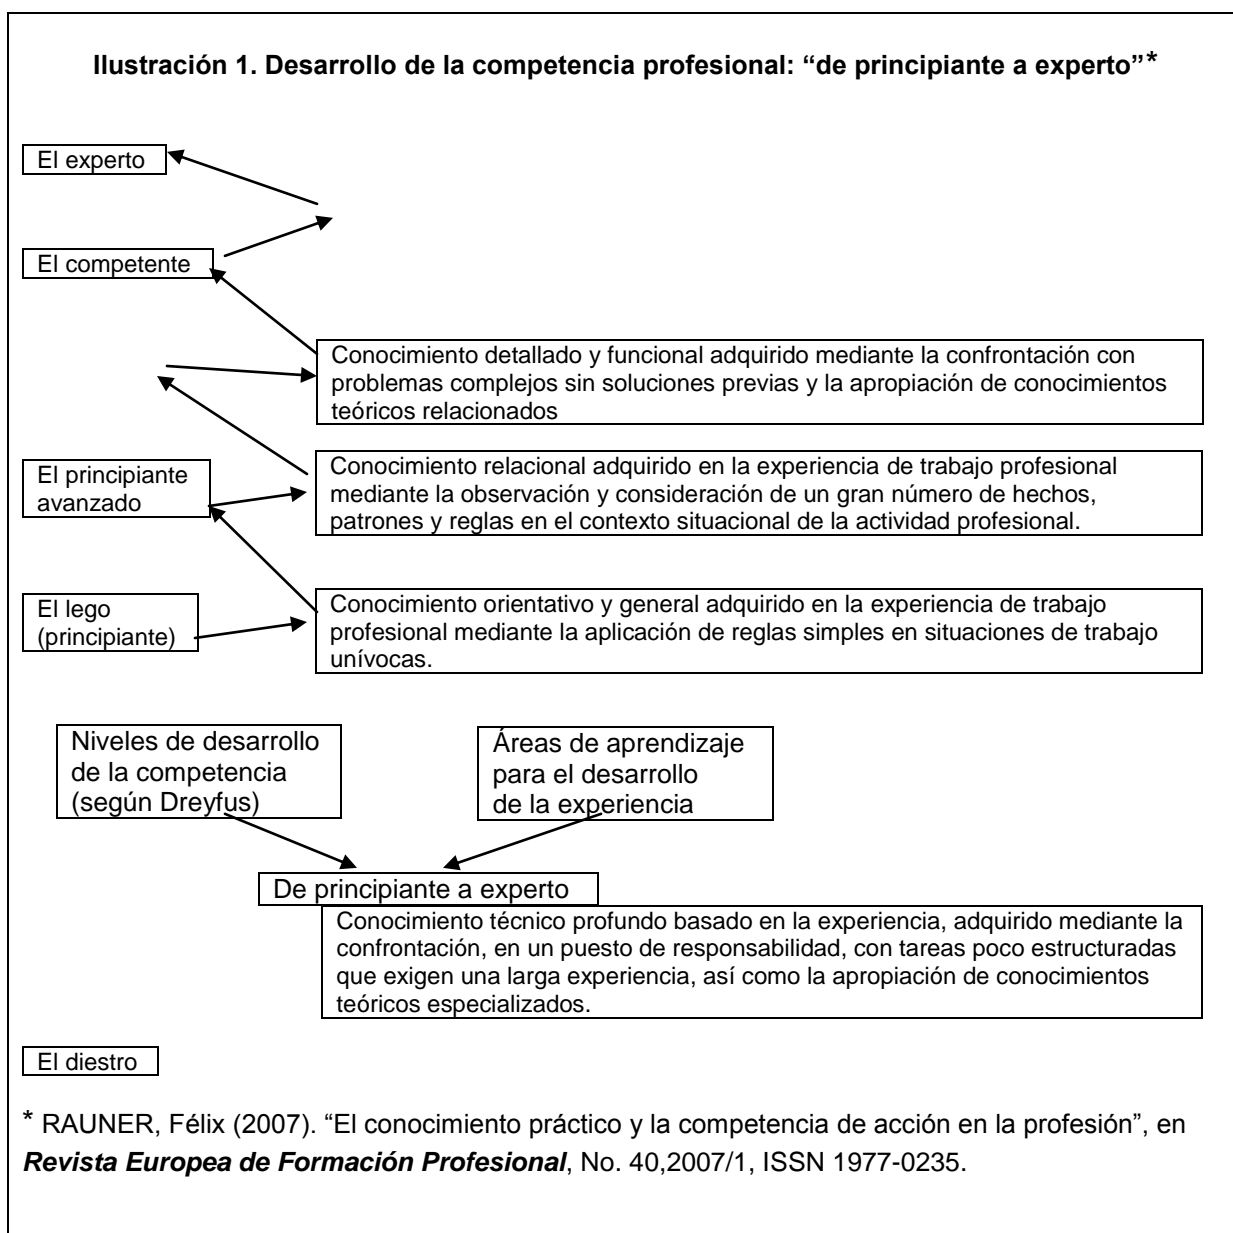 Ilustración 1. Desarrollo de la competencia profesional: “de principiante a experto”*
El experto
El competente
Conocimiento detallado y funcional adquirido mediante la confrontación con
problemas complejos sin soluciones previas y la apropiación de conocimientos
teóricos relacionados
El principiante
avanzado
Conocimiento relacional adquirido en la experiencia de trabajo profesional
mediante la observación y consideración de un gran número de hechos,
patrones y reglas en el contexto situacional de la actividad profesional.
El lego
(principiante)
Conocimiento orientativo y general adquirido en la experiencia de trabajo
profesional mediante la aplicación de reglas simples en situaciones de trabajo
unívocas.
Niveles de desarrollo
de la competencia
(según Dreyfus)
Áreas de aprendizaje
para el desarrollo
de la experiencia
De principiante a experto
Conocimiento técnico profundo basado en la experiencia, adquirido mediante la
confrontación, en un puesto de responsabilidad, con tareas poco estructuradas
que exigen una larga experiencia, así como la apropiación de conocimientos
teóricos especializados.
El diestro
* RAUNER, Félix (2007). “El conocimiento práctico y la competencia de acción en la profesión”, en
Revista Europea de Formación Profesional, No. 40,2007/1, ISSN 1977-0235.